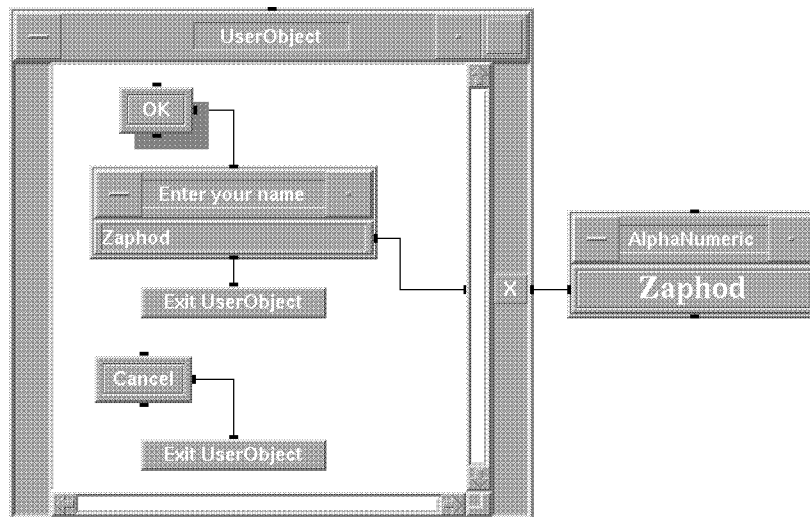 UserObject
OK
Enter your name
Zaphod
Exit UserObject
Cancel
Exit UserObject
X
AlphaNumeric
Zaphod